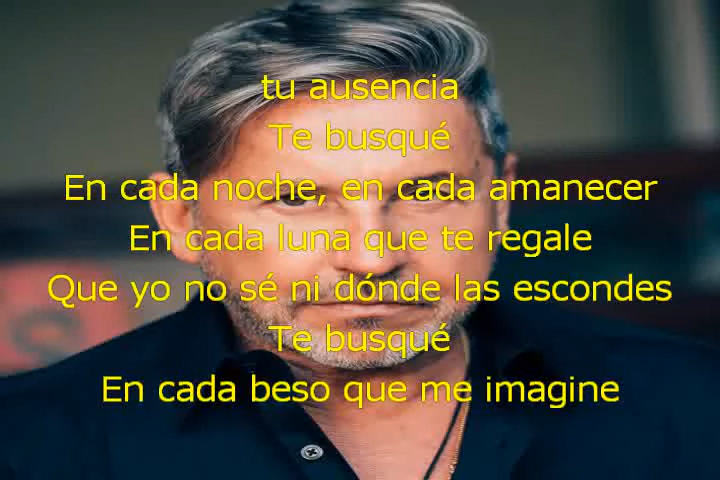 tu ausencia
Te busqué
En cada noche, en cada amanecer
En cada luna que te regale
Que yo no sé ni dónde las escondes
Te busqué
En cada beso que me imagine